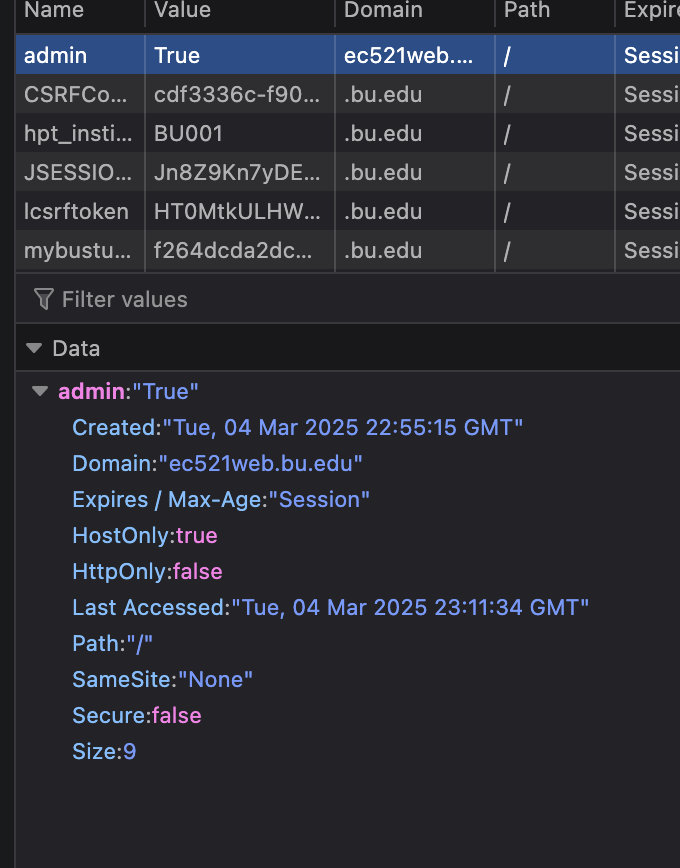 Name Value Domain Path Expire
admin True ec521web.... / Sessi
CSRFCo... cdf3336c-f90... .bu.edu / Sessi
hpt_insti... BU001 .bu.edu / Sessi
JSESSIO... Jn8Z9Kn7yDE... .bu.edu / Sessi
lcsrftoken HT0MtkULHW... .bu.edu / Sessi
mybustu... f264dcda2dc... .bu.edu / Sessi
Filter values
Data
admin:"True"
Created:"Tue, 04 Mar 2025 22:55:15 GMT"
Domain:"ec521web.bu.edu"
Expires / Max-Age:"Session"
HostOnly:true
HttpOnly:false
Last Accessed:"Tue, 04 Mar 2025 23:11:34 GMT"
Path:"/"
SameSite:"None"
Secure:false
Size:9